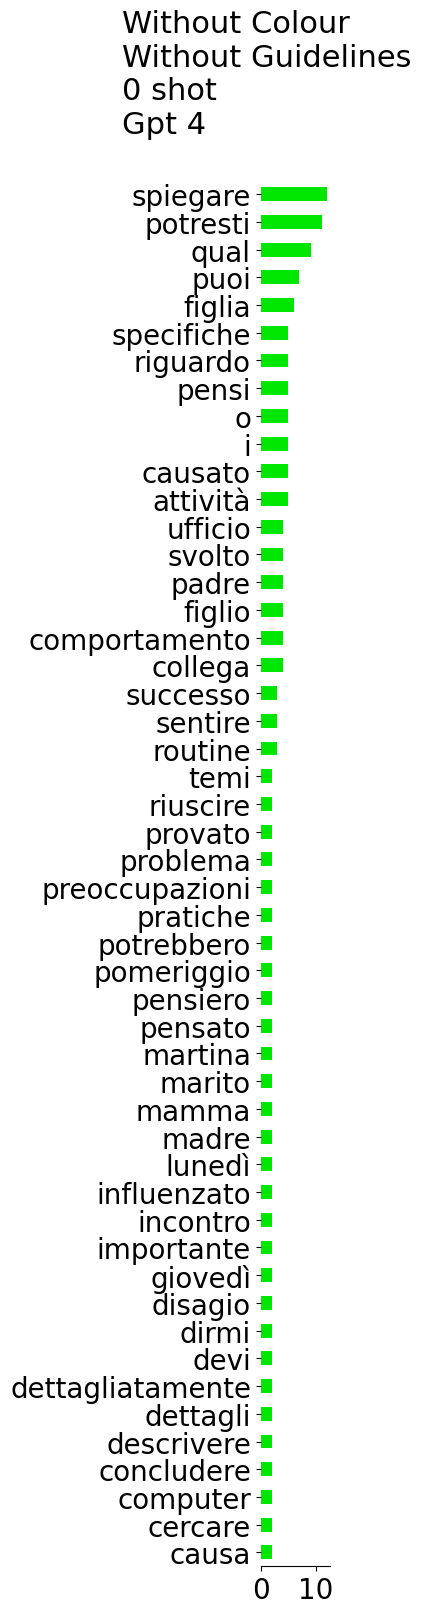 Without Colour
Without Guidelines
0 shot
Gpt 4
spiegare
potresti
qual
puoi
figlia
specifiche
riguardo
pensi
o
i
causato
attività
ufficio
svolto
padre
figlio
comportamento
collega
successo
sentire
routine
temi
riuscire
provato
problema
preoccupazioni
pratiche
potrebbero
pomeriggio
pensiero
pensato
martina
marito
mamma
madre
lunedì
influenzato
incontro
importante
giovedì
disagio
dirmi
devi
dettagliatamente
dettagli
descrivere
concludere
computer
cercare
causa
0 10